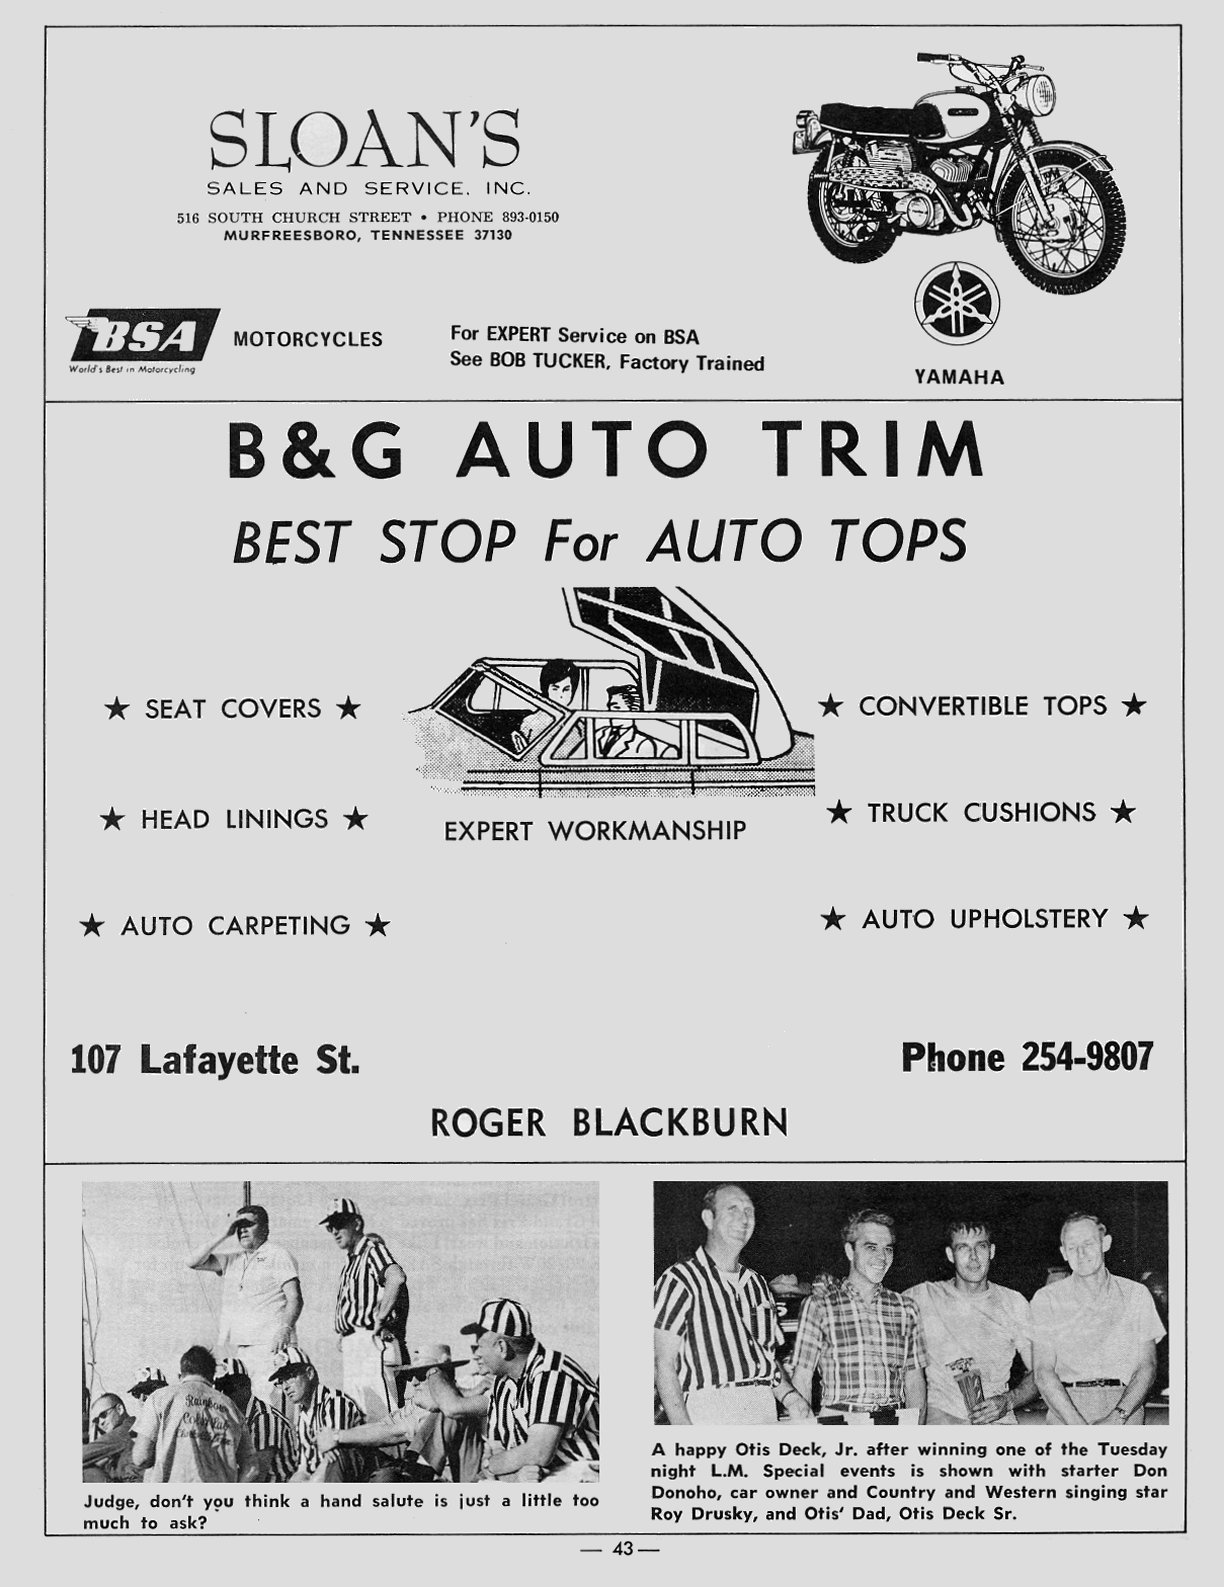 SLOAN'S
SALES AND SERVICE, INC.
516 SOUTH CHURCH STREET • PHONE 893-0150
MURFREESBORO, TENNESSEE 37130
BSA
World's Best in Motorcycling
MOTORCYCLES
For EXPERT Service on BSA
See BOB TUCKER, Factory Trained
YAMAHA
B&G AUTO TRIM
BEST STOP For AUTO TOPS
★ SEAT COVERS ★
★ CONVERTIBLE TOPS ★
★ HEAD LININGS ★
EXPERT WORKMANSHIP
★ TRUCK CUSHIONS ★
★ AUTO CARPETING ★
★ AUTO UPHOLSTERY ★
107 Lafayette St.
Phone 254-9807
ROGER BLACKBURN
Rainbow
Judge, don't you think a hand salute is just a little too
much to ask?
A happy Otis Deck, Jr. after winning one of the Tuesday
night L.M. Special events is shown with starter Don
Donoho, car owner and Country and Western singing star
Roy Drusky, and Otis' Dad, Otis Deck Sr.
— 43 —